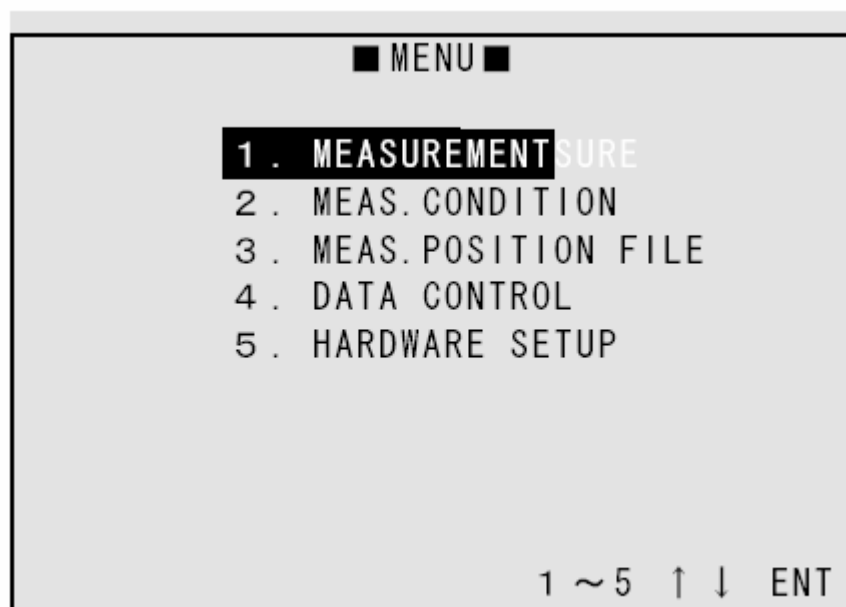 ■MENU■
1. MEASUREMENTSURE
2. MEAS.CONDITION
3. MEAS.POSITION FILE
4. DATA CONTROL
5. HARDWARE SETUP
1～5 ↑↓ ENT